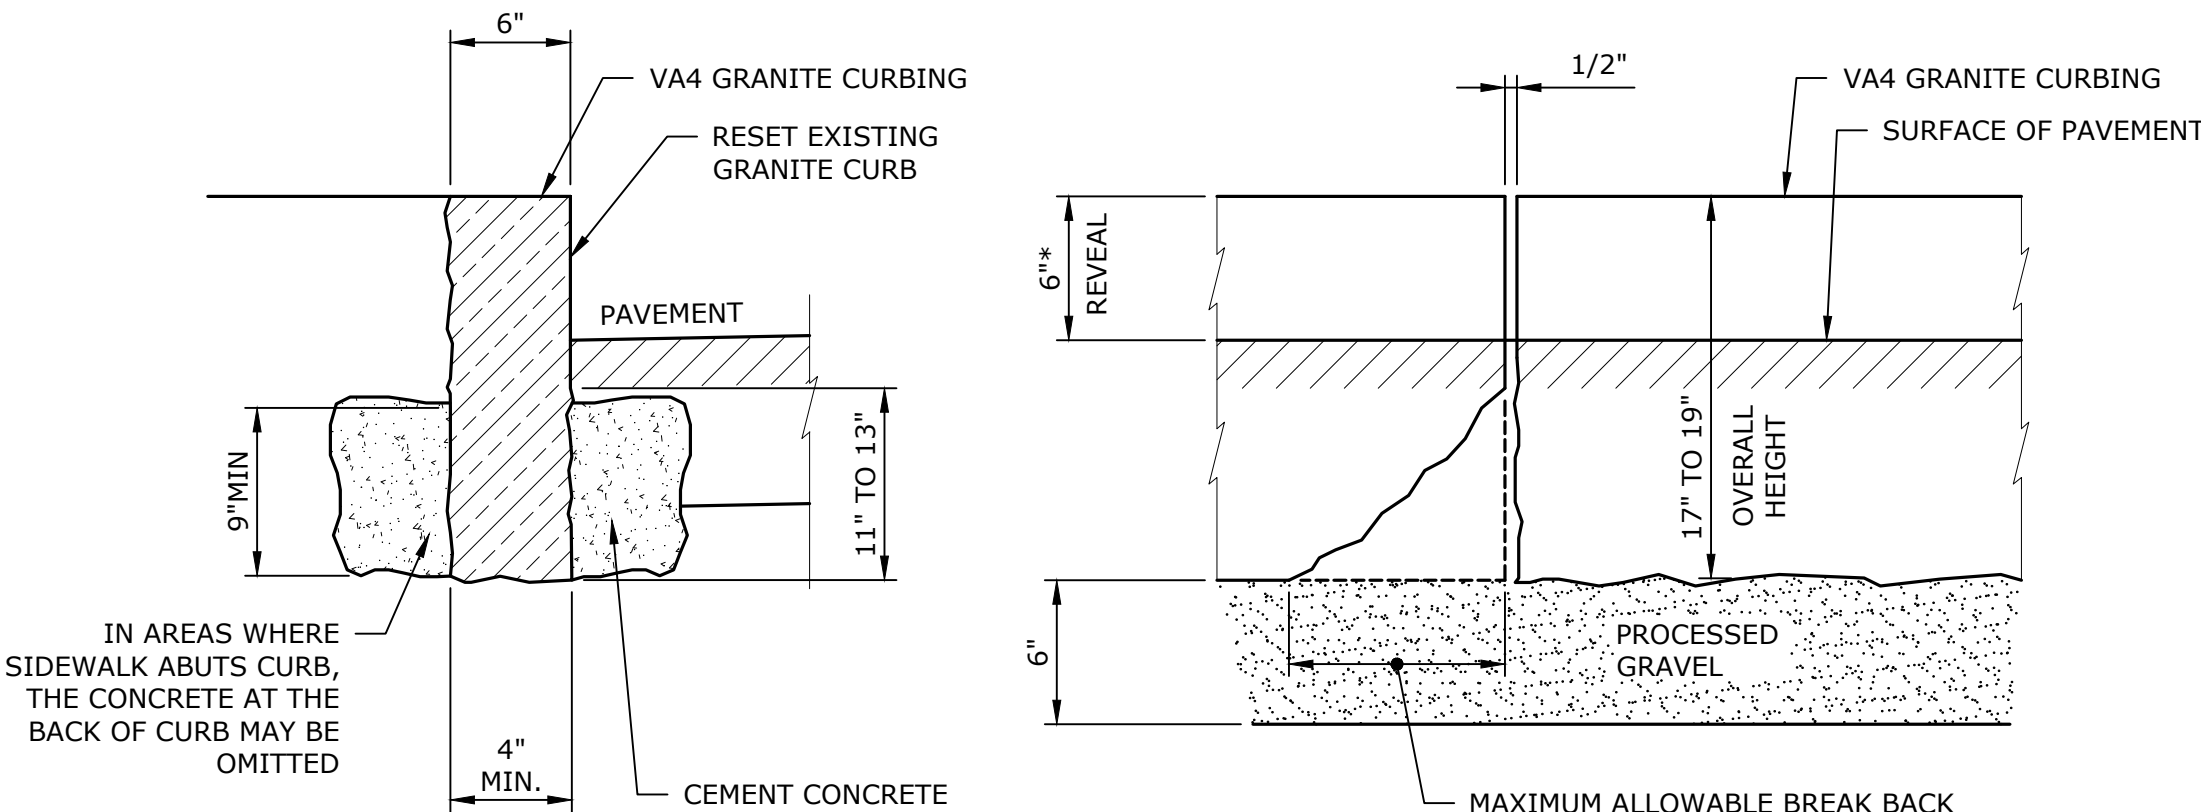 6"
VA4 GRANITE CURBING
RESET EXISTING
GRANITE CURB
PAVEMENT
9"MIN
11" TO 13"
IN AREAS WHERE
SIDEWALK ABUTS CURB,
THE CONCRETE AT THE
BACK OF CURB MAY BE
OMITTED
4"
MIN.
CEMENT CONCRETE
1/2"
VA4 GRANITE CURBING
SURFACE OF PAVEMENT
6"*
REVEAL
17" TO 19"
OVERALL
HEIGHT
6"
PROCESSED
GRAVEL
MAXIMUM ALLOWABLE BREAK BACK